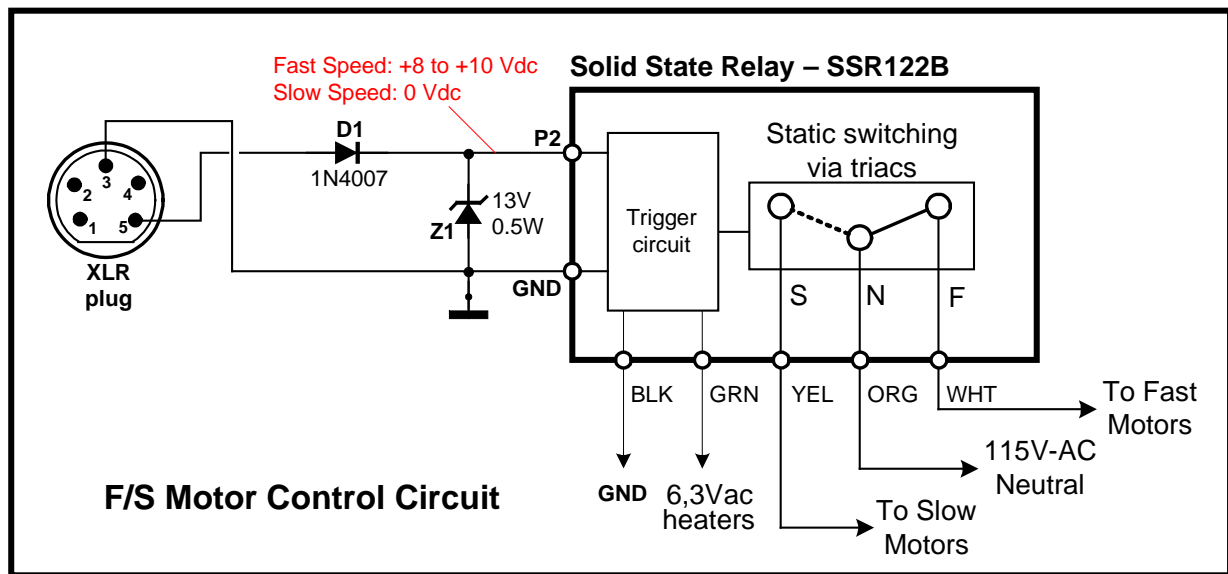 Fast Speed: +8 to +10 Vdc
Slow Speed: 0 Vdc
Solid State Relay – SSR122B
D1
1N4007
P2
3
2
4
1
5
XLR
plug
13V
0.5W
Z1
GND
Trigger
circuit
Static switching
via triacs
S
N
F
BLK
GRN
YEL
ORG
WHT
To Fast
Motors
115V-AC
Neutral
GND
6,3Vac
heaters
To Slow
Motors
F/S Motor Control Circuit